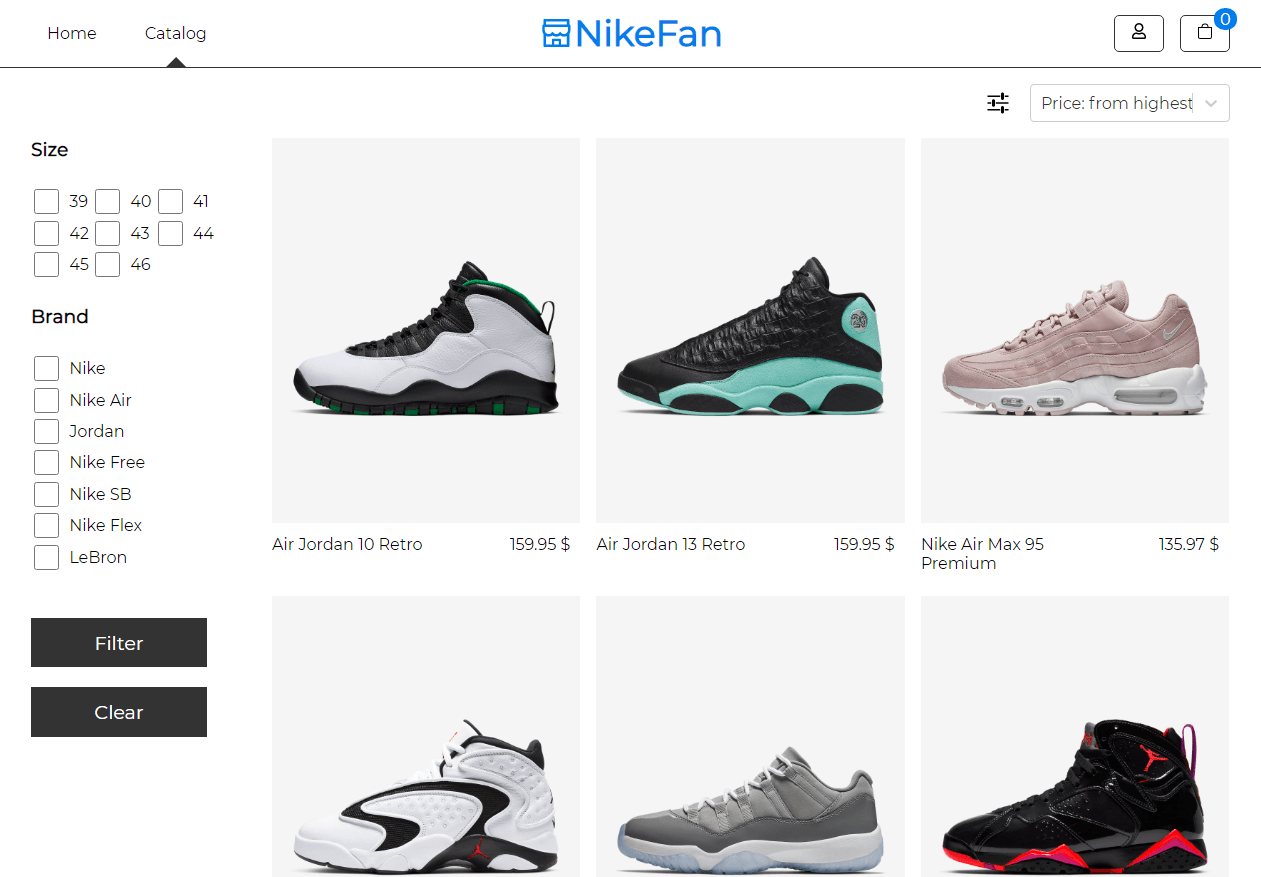 Home
Catalog
NikeFan
0
Price: from highest
Size
39 40 41
42 43 44
45 46
Brand
Nike
Nike Air
Jordan
Nike Free
Nike SB
Nike Flex
LeBron
Filter
Clear
Air Jordan 10 Retro
159.95 $
Air Jordan 13 Retro
159.95 $
Nike Air Max 95
Premium
135.97 $